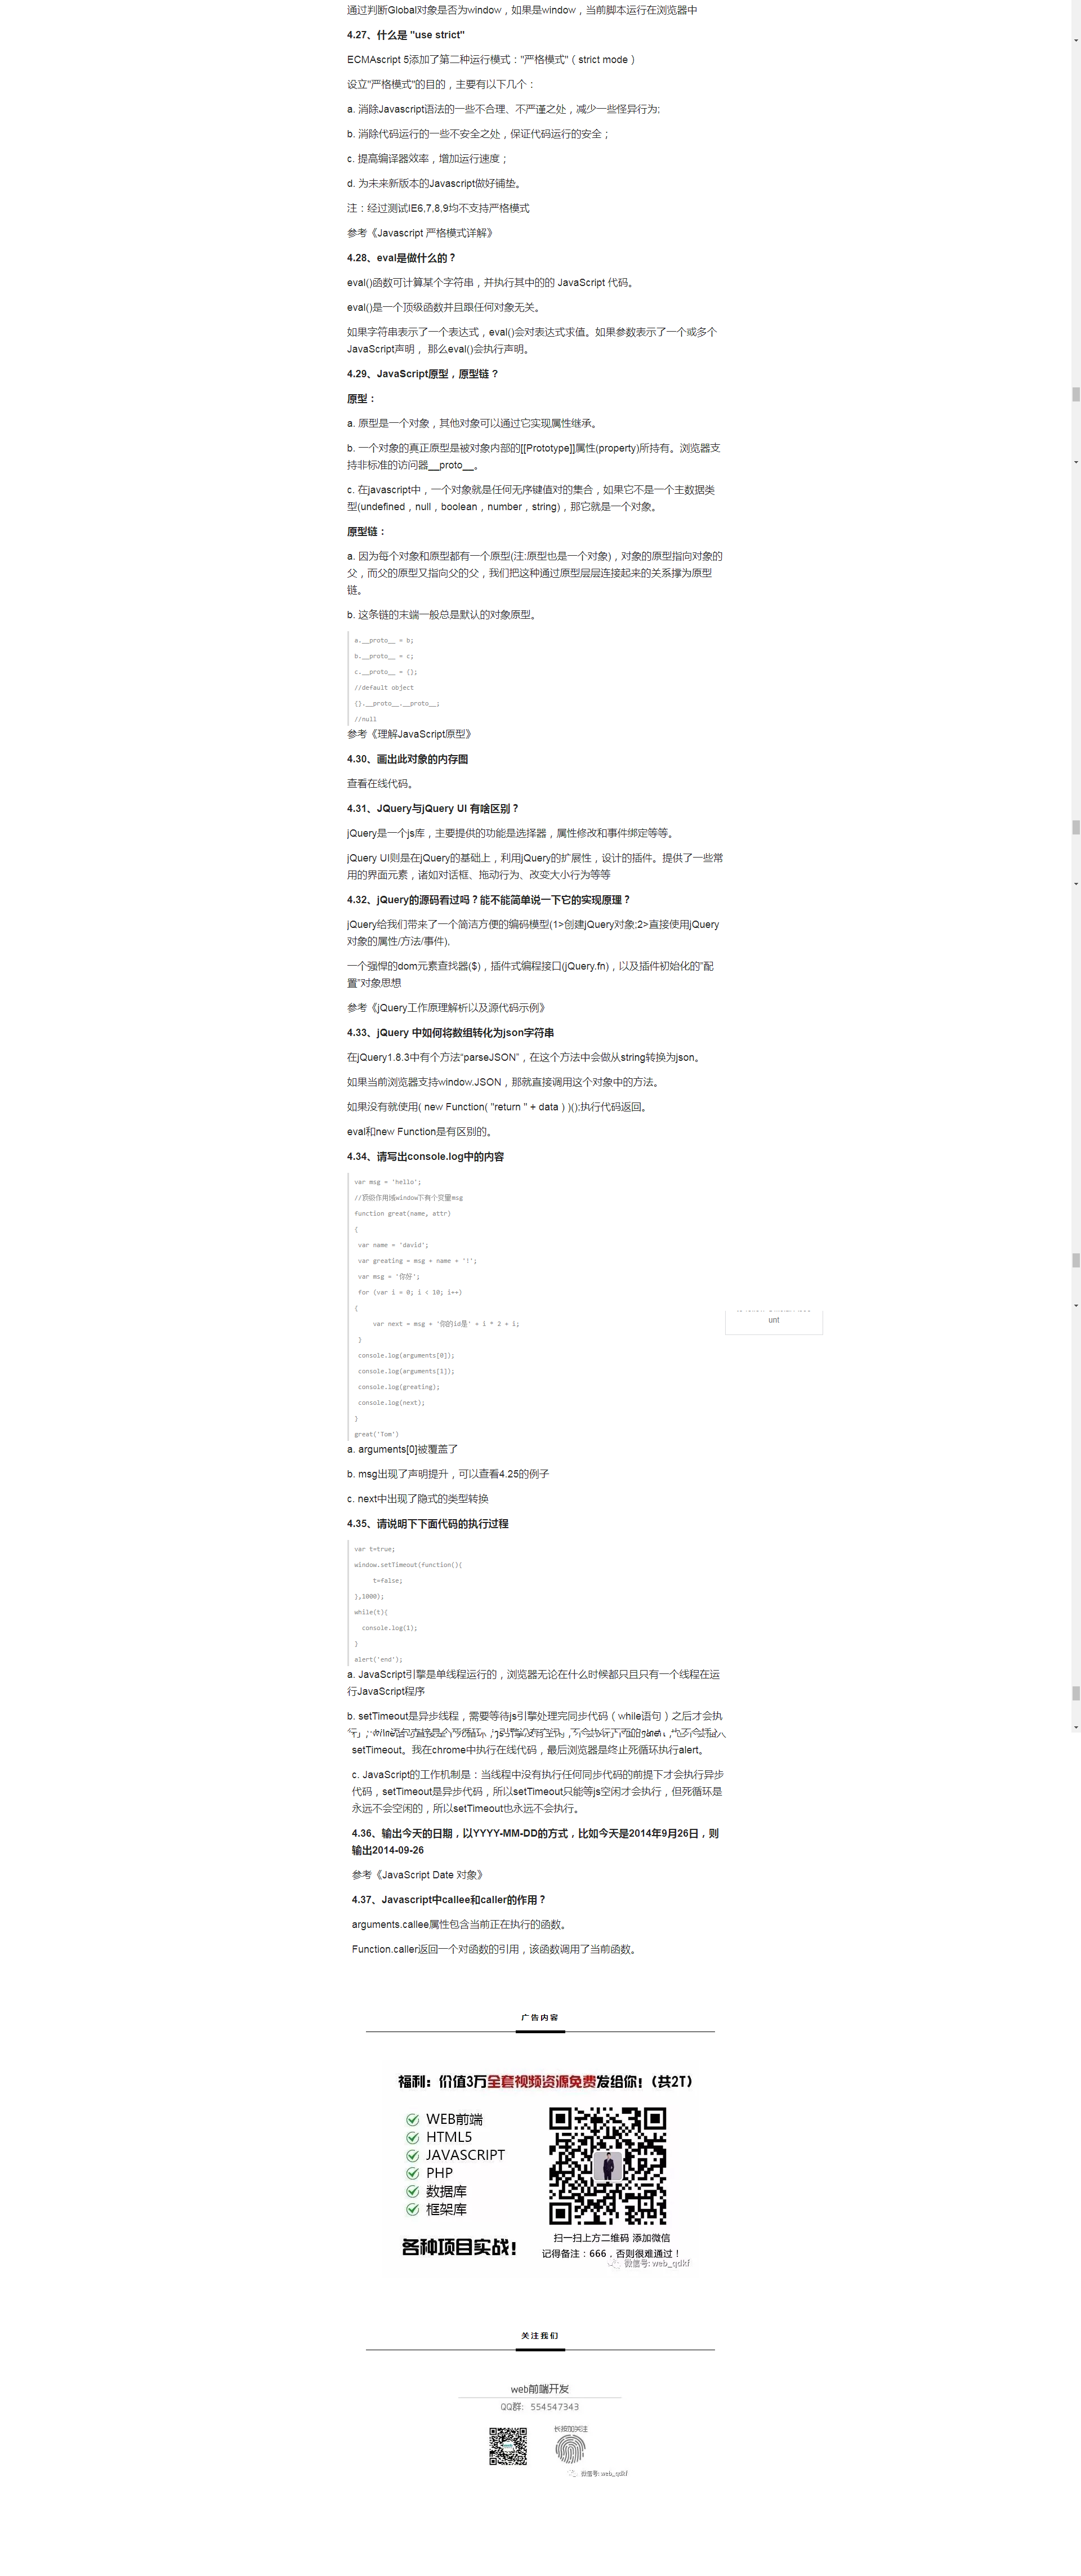 通过判断Global对象是否为window，如果是window，当前脚本运行在浏览器中
4.27、什么是 "use strict"
ECMAscript 5添加了第二种运行模式："严格模式"（strict mode）
设立"严格模式"的目的，主要有以下几个：
a. 消除Javascript语法的一些不合理、不严谨之处，减少一些怪异行为;
b. 消除代码运行的一些不安全之处，保证代码运行的安全；
c. 提高编译器效率，增加运行速度；
d. 为未来新版本的Javascript做好铺垫。
注：经过测试IE6,7,8,9均不支持严格模式
参考《Javascript 严格模式详解》
4.28、eval是做什么的？
eval()函数可计算某个字符串，并执行其中的的 JavaScript 代码。
eval()是一个顶级函数并且跟任何对象无关。
如果字符串表示了一个表达式，eval()会对表达式求值。如果参数表示了一个或多个
JavaScript声明， 那么eval()会执行声明。
4.29、JavaScript原型，原型链 ?
原型：
a. 原型是一个对象，其他对象可以通过它实现属性继承。
b. 一个对象的真正原型是被对象内部的[[Prototype]]属性(property)所持有。浏览器支
持非标准的访问器__proto__。
c. 在javascript中，一个对象就是任何无序键值对的集合，如果它不是一个主数据类
型(undefined，null，boolean，number，string)，那它就是一个对象。
原型链：
a. 因为每个对象和原型都有一个原型(注:原型也是一个对象)，对象的原型指向对象的
父，而父的原型又指向父的父，我们把这种通过原型层层连接起来的关系撑为原型
链。
b. 这条链的末端一般总是默认的对象原型。
a.__proto__ = b;
b.__proto__ = c;
c.__proto__ = {};
//default object
{}.__proto__.__proto__;
//null
参考《理解JavaScript原型》
4.30、画出此对象的内存图
查看在线代码。
4.31、JQuery与jQuery UI 有啥区别？
jQuery是一个js库，主要提供的功能是选择器，属性修改和事件绑定等等。
jQuery UI则是在jQuery的基础上，利用jQuery的扩展性，设计的插件。提供了一些常
用的界面元素，诸如对话框、拖动行为、改变大小行为等等
4.32、jQuery的源码看过吗？能不能简单说一下它的实现原理？
jQuery给我们带来了一个简洁方便的编码模型(1>创建jQuery对象;2>直接使用jQuery
对象的属性/方法/事件),
一个强悍的dom元素查找器($)，插件式编程接口(jQuery.fn)，以及插件初始化的”配
置”对象思想
参考《jQuery工作原理解析以及源代码示例》
4.33、jQuery 中如何将数组转化为json字符串
在jQuery1.8.3中有个方法“parseJSON”，在这个方法中会做从string转换为json。
如果当前浏览器支持window.JSON，那就直接调用这个对象中的方法。
如果没有就使用( new Function( "return " + data ) )();执行代码返回。
eval和new Function是有区别的。
4.34、请写出console.log中的内容
var msg = 'hello';
//顶级作用域window下有个变量msg
function great(name, attr)
{
var name = 'david';
var greating = msg + name + '!';
var msg = '你好';
for (var i = 0; i < 10; i++)
{
var next = msg + '你的id是' + i * 2 + i;
}
console.log(arguments[0]);
console.log(arguments[1]);
console.log(greating);
console.log(next);
}
great('Tom')
unt
a. arguments[0]被覆盖了
b. msg出现了声明提升，可以查看4.25的例子
c. next中出现了隐式的类型转换
4.35、请说明下下面代码的执行过程
var t=true;
window.setTimeout(function(){
t=false;
},1000);
while(t){
console.log(1);
}
alert('end');
a. JavaScript引擎是单线程运行的，浏览器无论在什么时候都只且只有一个线程在运
行JavaScript程序
b. setTimeout是异步线程，需要等待js引擎处理完同步代码（while语句）之后才会执
setTimeout。我在chrome中执行在线代码，最后浏览器是终止死循环执行alert。
c. JavaScript的工作机制是：当线程中没有执行任何同步代码的前提下才会执行异步
代码，setTimeout是异步代码，所以setTimeout只能等js空闲才会执行，但死循环是
永远不会空闲的，所以setTimeout也永远不会执行。
4.36、输出今天的日期，以YYYY-MM-DD的方式，比如今天是2014年9月26日，则
输出2014-09-26
参考《JavaScript Date 对象》
4.37、Javascript中callee和caller的作用？
arguments.callee属性包含当前正在执行的函数。
Function.caller返回一个对函数的引用，该函数调用了当前函数。
广告内容
福利：价值3万全套视频资源免费发给你！（共2T）
WEB前端
HTML5
JAVASCRIPT
PHP
数据库
框架库
各种项目实战！
扫一扫上方二维码 添加微信
记得备注：666，否则很难通过！
微信号: web_qdkf
关注我们
web前端开发
QQ群: 554547343
长按加关注
微信号: web_qdkf